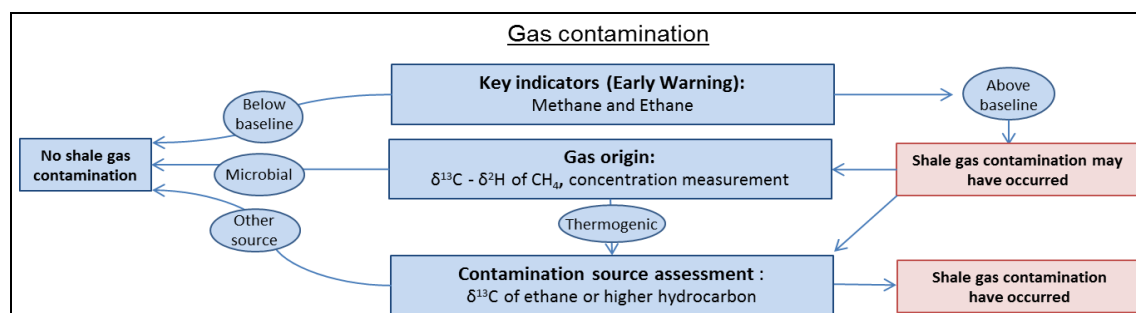 Gas contamination
Key indicators (Early Warning):
Methane and Ethane
Below
baseline
Above
baseline
No shale gas
contamination
Microbial
Gas origin:
δ¹³C - δ²H of CH₄, concentration measurement
Shale gas contamination may
have occurred
Thermogenic
Other
source
Contamination source assessment :
δ¹³C of ethane or higher hydrocarbon
Shale gas contamination
have occurred